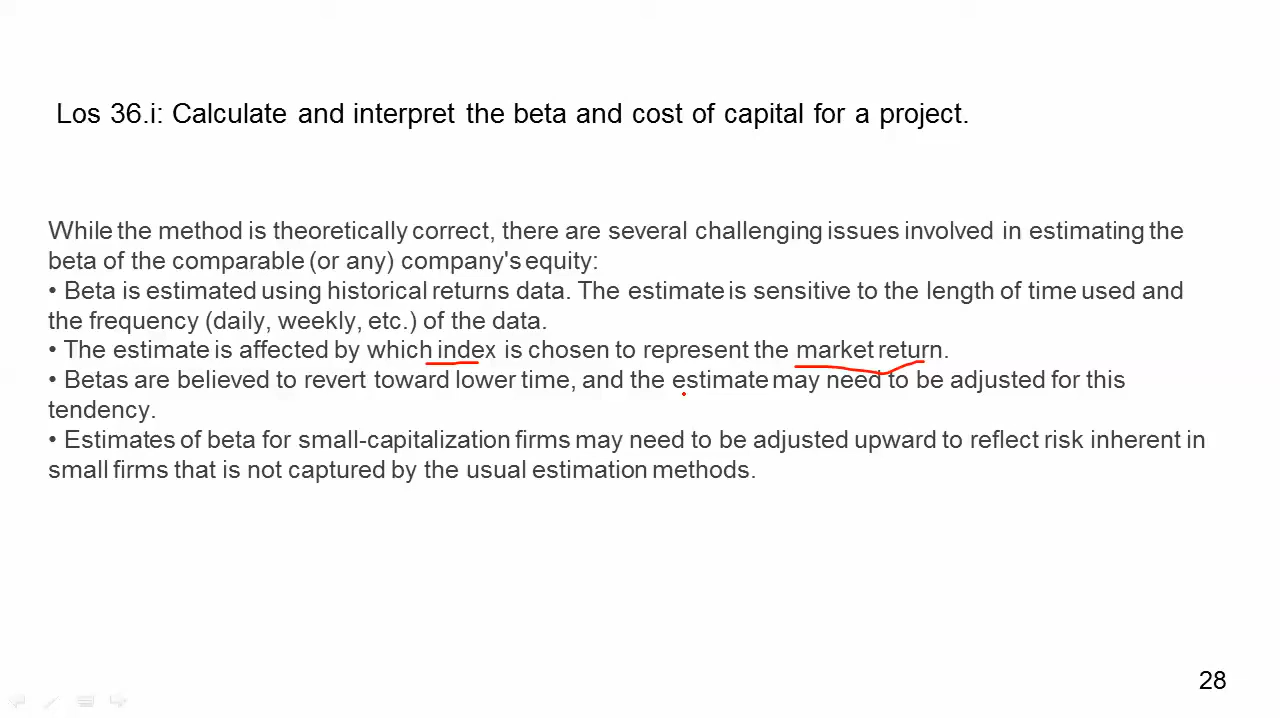 Los 36.i: Calculate and interpret the beta and cost of capital for a project.
While the method is theoretically correct, there are several challenging issues involved in estimating the
beta of the comparable (or any) company's equity:
• Beta is estimated using historical returns data. The estimate is sensitive to the length of time used and
the frequency (daily, weekly, etc.) of the data.
• The estimate is affected by which index is chosen to represent the market return.
• Betas are believed to revert toward lower time, and the estimate may need to be adjusted for this
tendency.
• Estimates of beta for small-capitalization firms may need to be adjusted upward to reflect risk inherent in
small firms that is not captured by the usual estimation methods.
28